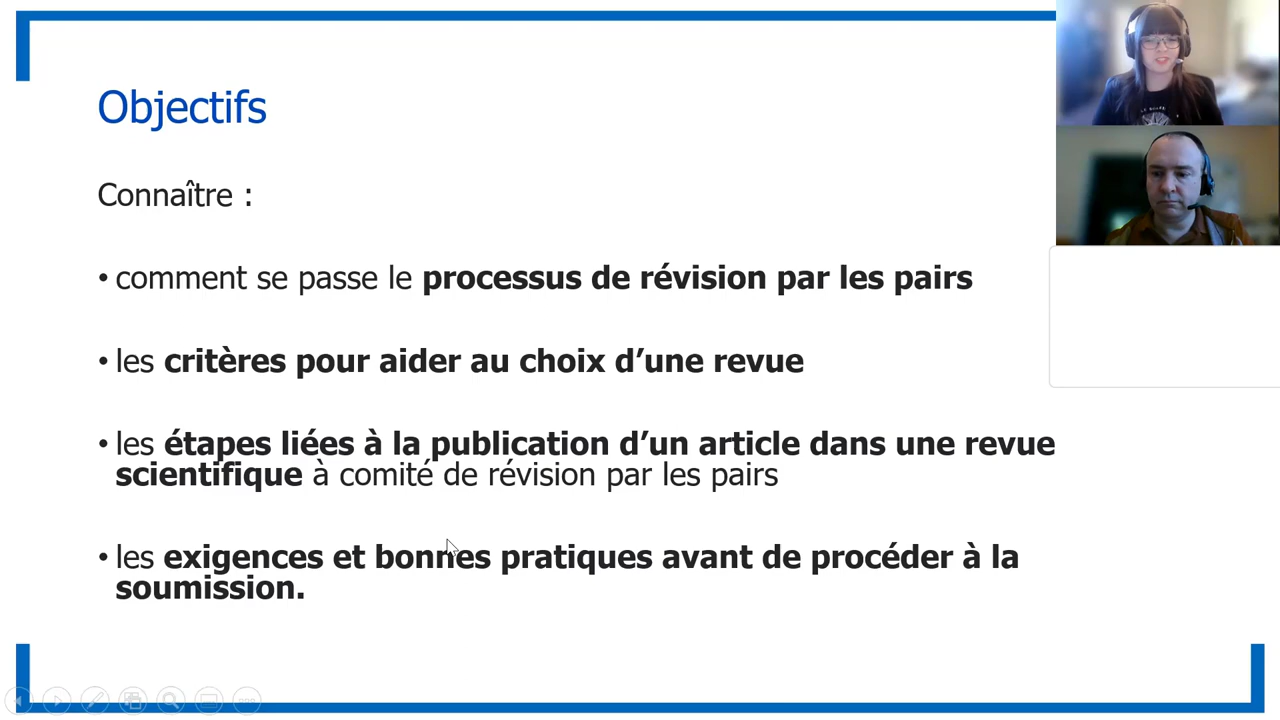 Objectifs
Connaître :
• comment se passe le processus de révision par les pairs
• les critères pour aider au choix d’une revue
• les étapes liées à la publication d’un article dans une revue
scientifique à comité de révision par les pairs
• les exigences et bonnes pratiques avant de procéder à la
soumission.